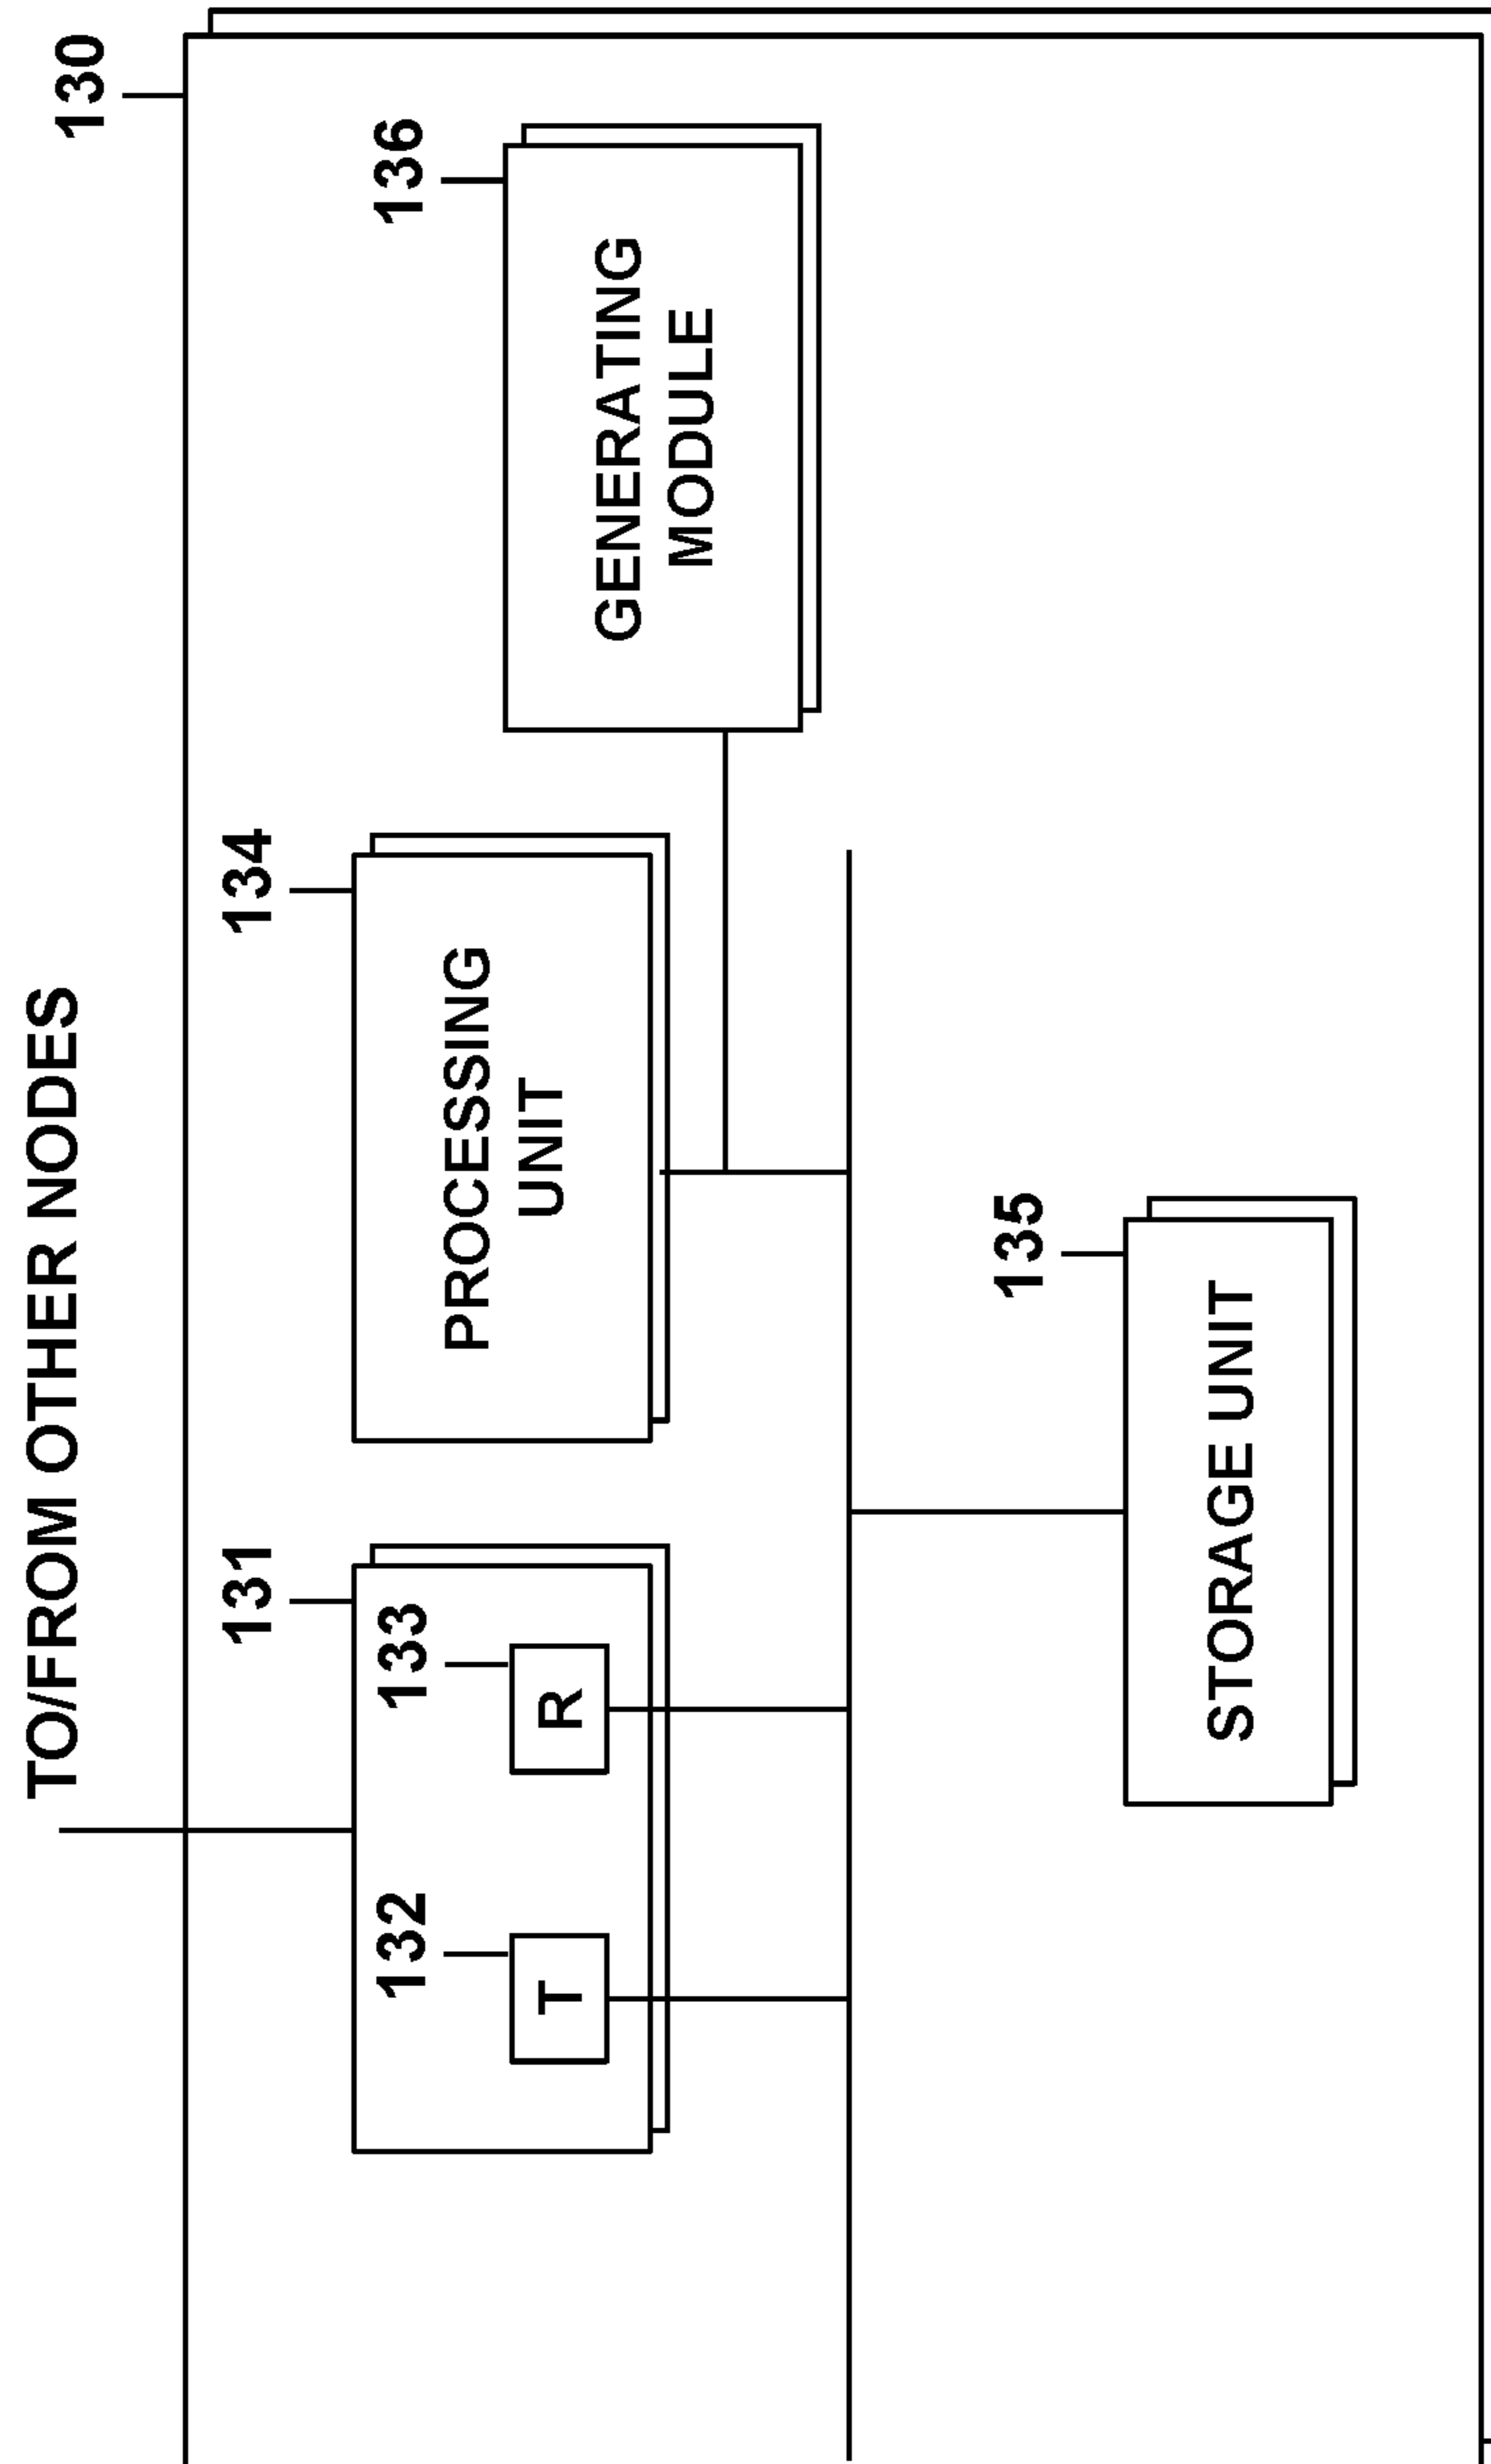 TO/FROM OTHER NODES
130
131
132
T
133
R
134
PROCESSING
UNIT
136
GENERATING
MODULE
135
STORAGE UNIT